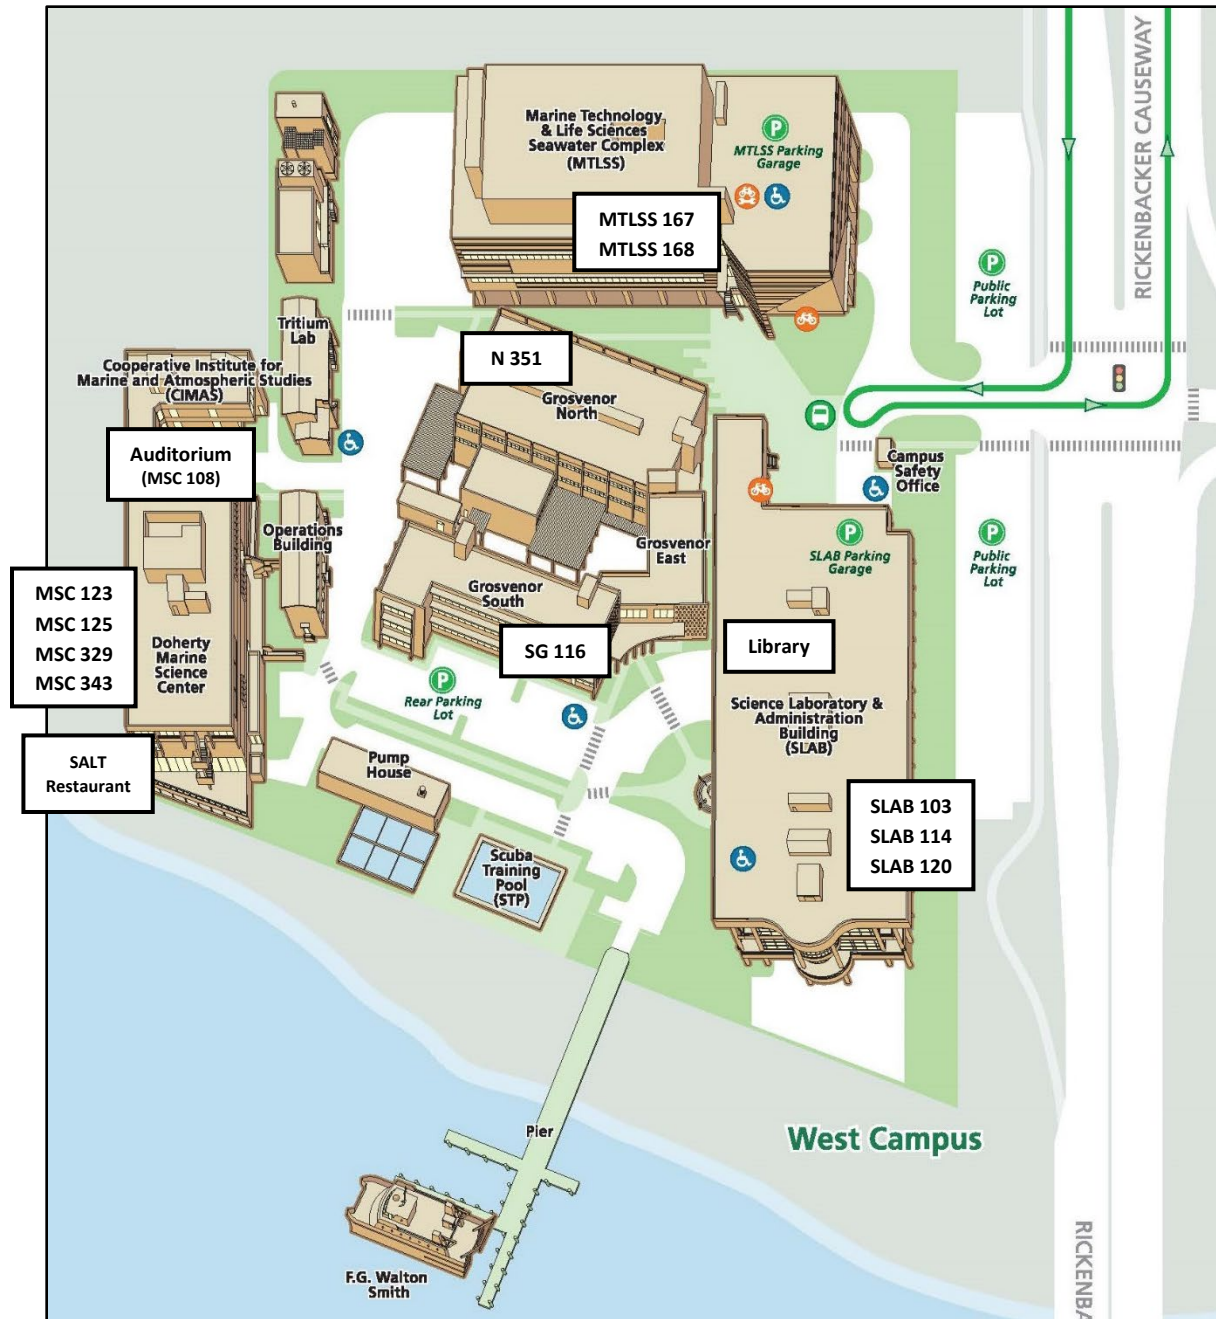 RICKENBACKER CAUSEWAY
Marine Technology
& Life Sciences
Seawater Complex
(MTLSS)
P
MTLSS Parking
Garage
MTLSS 167
MTLSS 168
P
Public
Parking
Lot
Tritium
Lab
Cooperative Institute for
Marine and Atmospheric Studies
(CIMAS)
N 351
Grosvenor
North
Auditorium
(MSC 108)
Campus
Safety
Office
Operations
Building
Grosvenor
East
P
SLAB Parking
Garage
P
Public
Parking
Lot
MSC 123
MSC 125
MSC 329
MSC 343
Doherty
Marine
Science
Center
Grosvenor
South
SG 116
Library
P
Rear Parking
Lot
Science Laboratory &
Administration
Building
(SLAB)
SALT
Restaurant
Pump
House
SLAB 103
SLAB 114
SLAB 120
Scuba
Training
Pool
(STP)
Pier
West Campus
F.G. Walton
Smith
RICKENBA